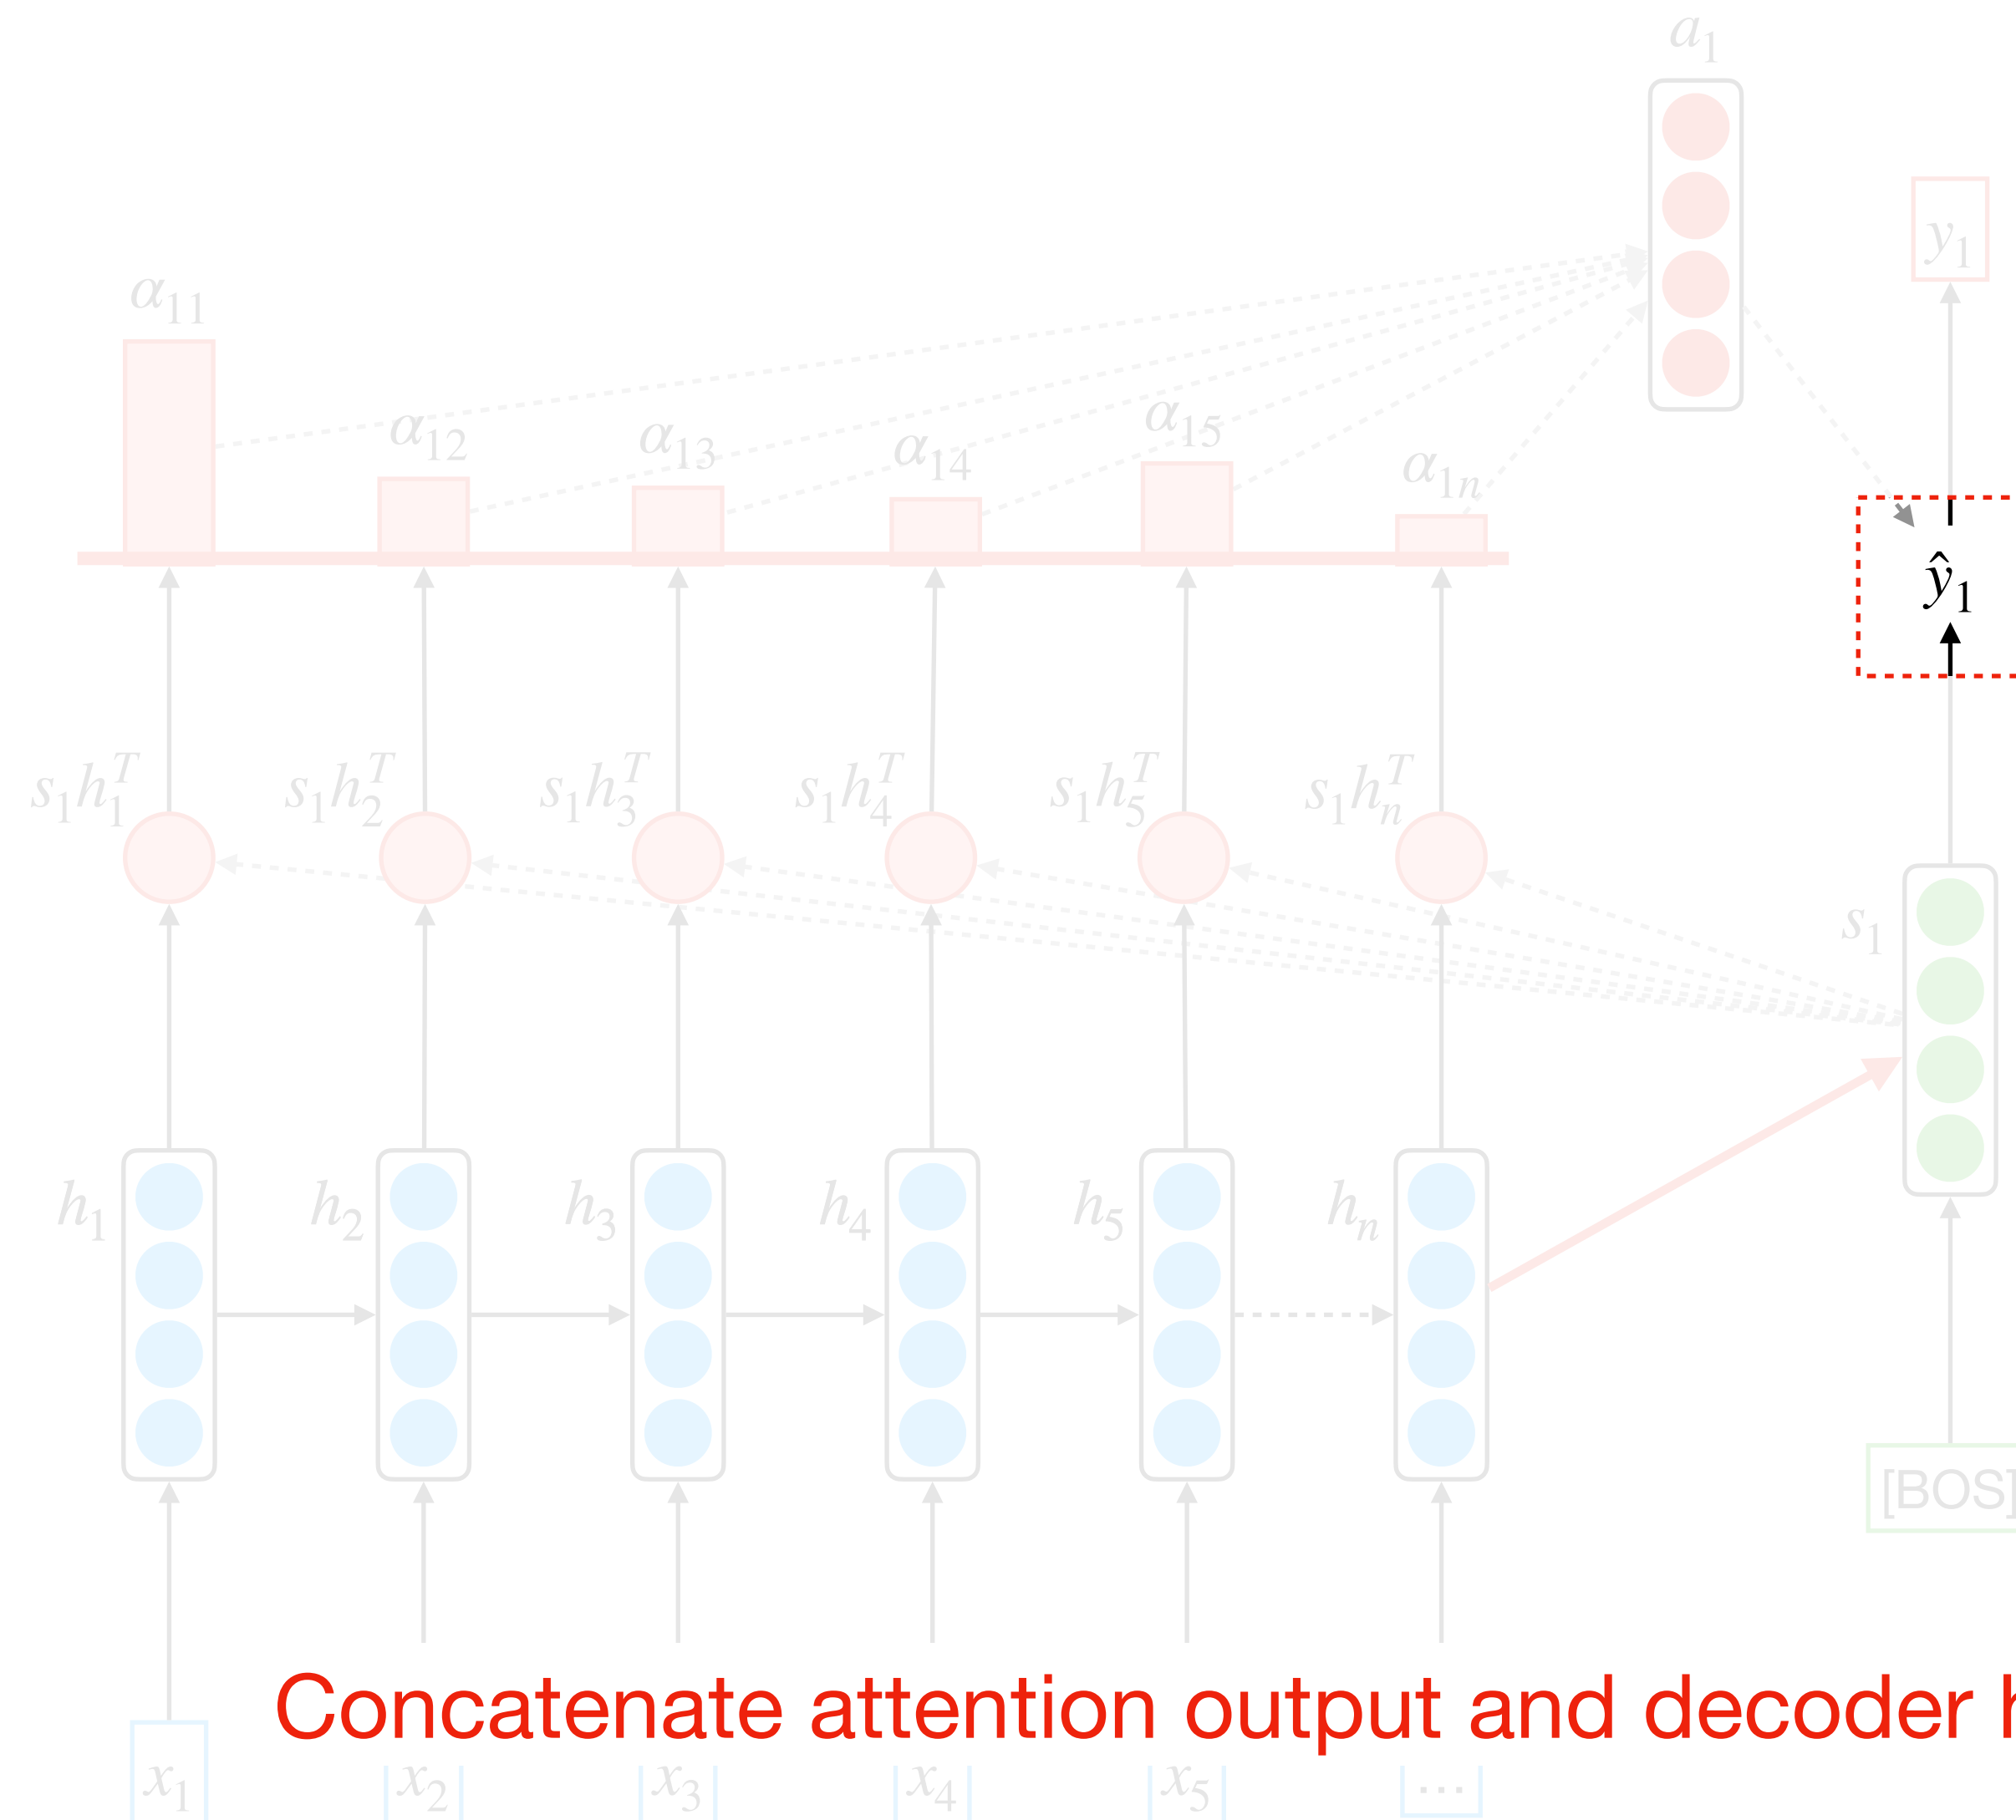 a₁
y₁
α₁₁
α₁₂ α₁₃ α₁₄ α₁₅ α₁ₙ
ŷ₁
s₁h₁ᵀ s₁h₂ᵀ s₁h₃ᵀ s₁h₄ᵀ s₁h₅ᵀ s₁hₙᵀ
s₁
h₁ h₂ h₃ h₄ h₅ hₙ
[BOS]
Concatenate attention output and decoder
x₁ x₂ x₃ x₄ x₅ ...